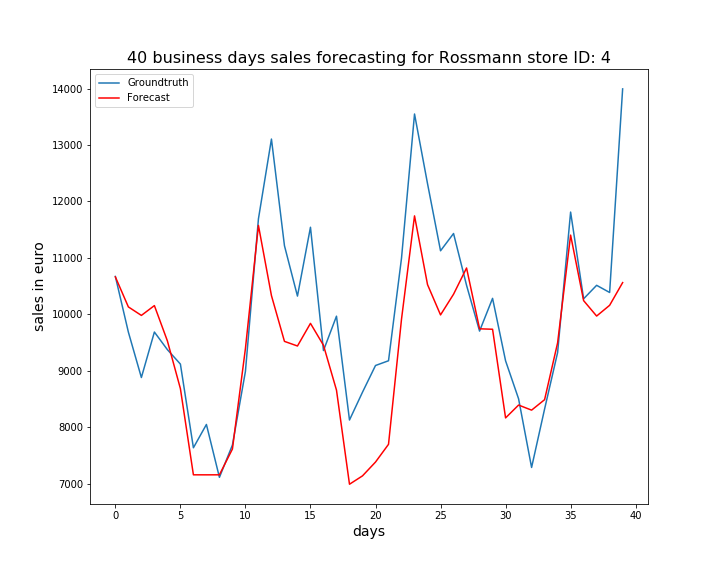 40 business days sales forecasting for Rossmann store ID: 4
Groundtruth
Forecast
sales in euro
14000
13000
12000
11000
10000
9000
8000
7000
0 5 10 15 20 25 30 35 40
days